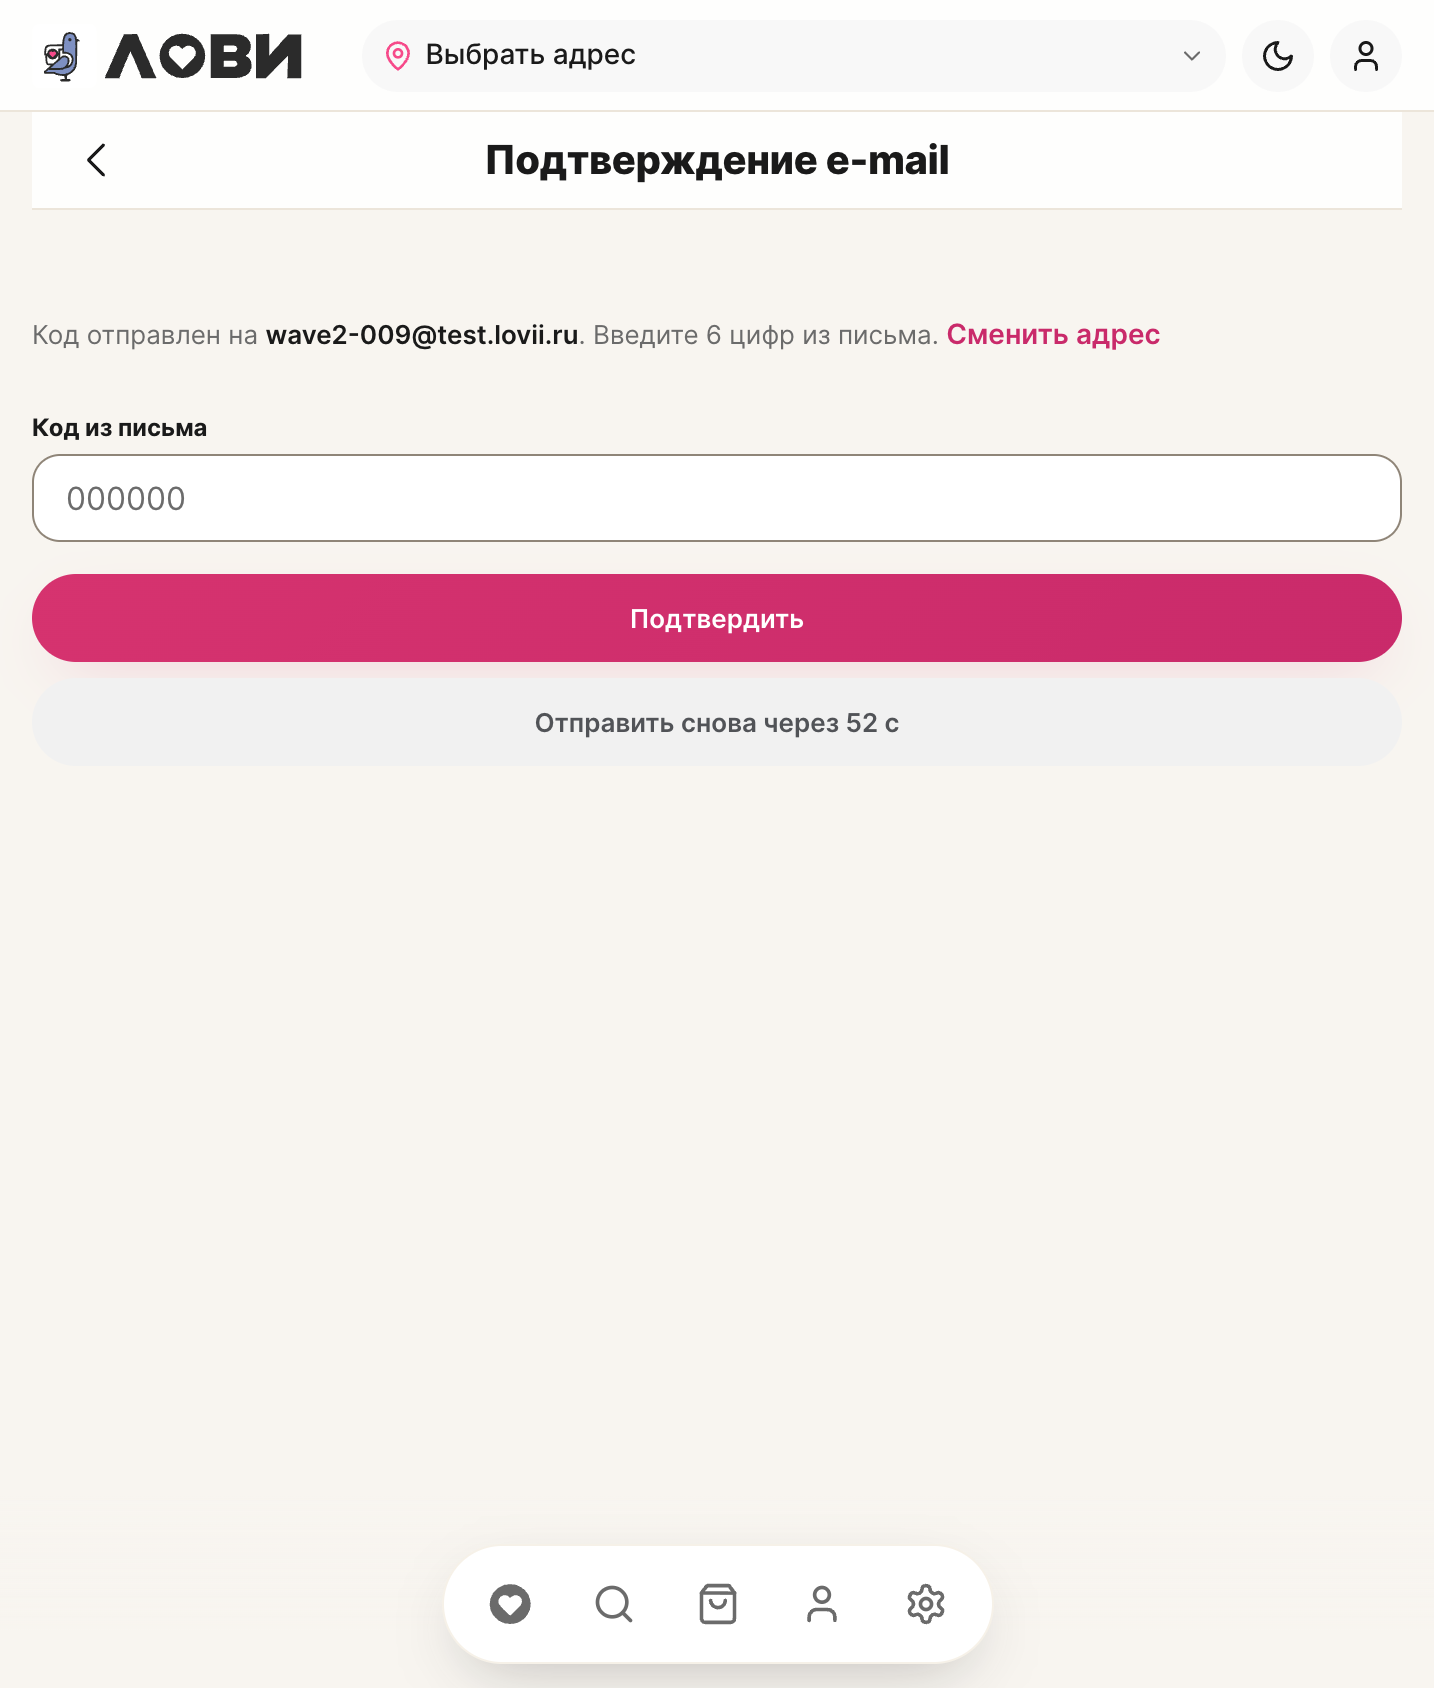 ЛОВИ
Выбрать адрес
Подтверждение e-mail
Код отправлен на wave2-009@test.lovii.ru. Введите 6 цифр из письма. Сменить адрес
Код из письма
000000
Подтвердить
Отправить снова через 52 с